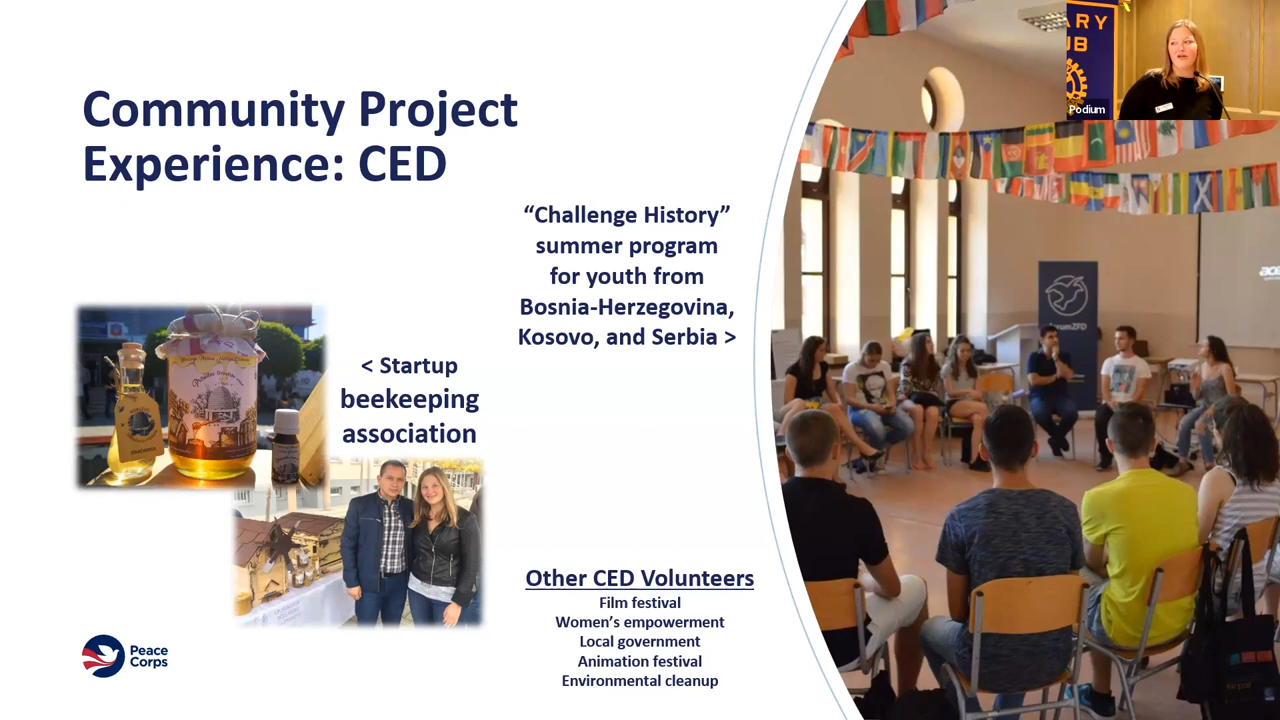 Community Project
Experience: CED
“Challenge History”
summer program
for youth from
Bosnia-Herzegovina,
Kosovo, and Serbia >
< Startup
beekeeping
association
Other CED Volunteers
Film festival
Women’s empowerment
Local government
Animation festival
Environmental cleanup
Peace
Corps
ARY
UB
Podium
forumZFD